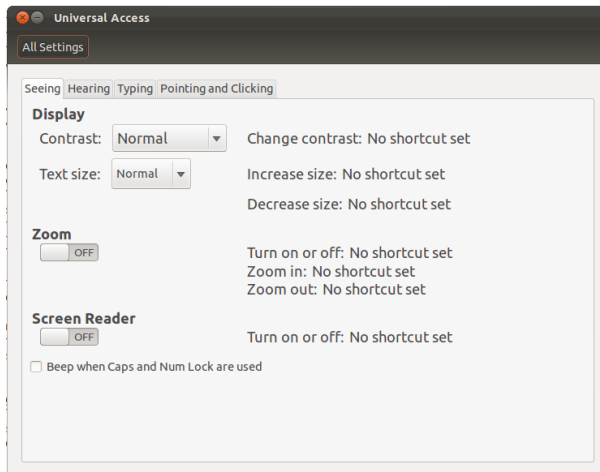 Universal Access
All Settings
Seeing Hearing Typing Pointing and Clicking
Display
Contrast: Normal Change contrast: No shortcut set
Text size: Normal Increase size: No shortcut set
Decrease size: No shortcut set
Zoom
OFF Turn on or off: No shortcut set
Zoom in: No shortcut set
Zoom out: No shortcut set
Screen Reader
OFF Turn on or off: No shortcut set
Beep when Caps and Num Lock are used